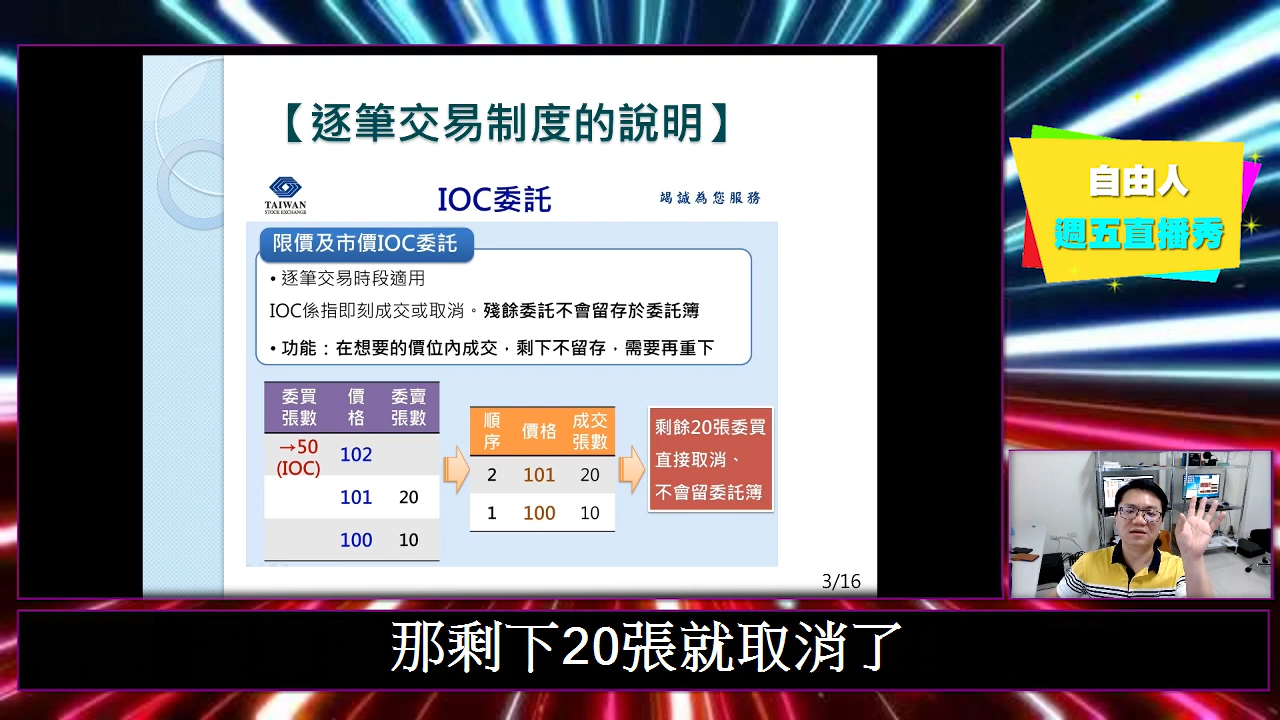 【逐筆交易制度的說明】
TAIWAN
STOCK EXCHANGE
IOC委託
竭誠為您服務
限價及市價IOC委託
• 逐筆交易時段適用
IOC係指即刻成交或取消。殘餘委託不會留存於委託簿
• 功能：在想要的價位內成交，剩下不留存，需要再重下
委買張數 價格 委賣張數
→50 (IOC) 102
101 20
100 10
順序 價格 成交張數
2 101 20
1 100 10
剩餘20張委買
直接取消、
不會留委託簿
3/16
自由人
週五直播秀
那剩下20張就取消了